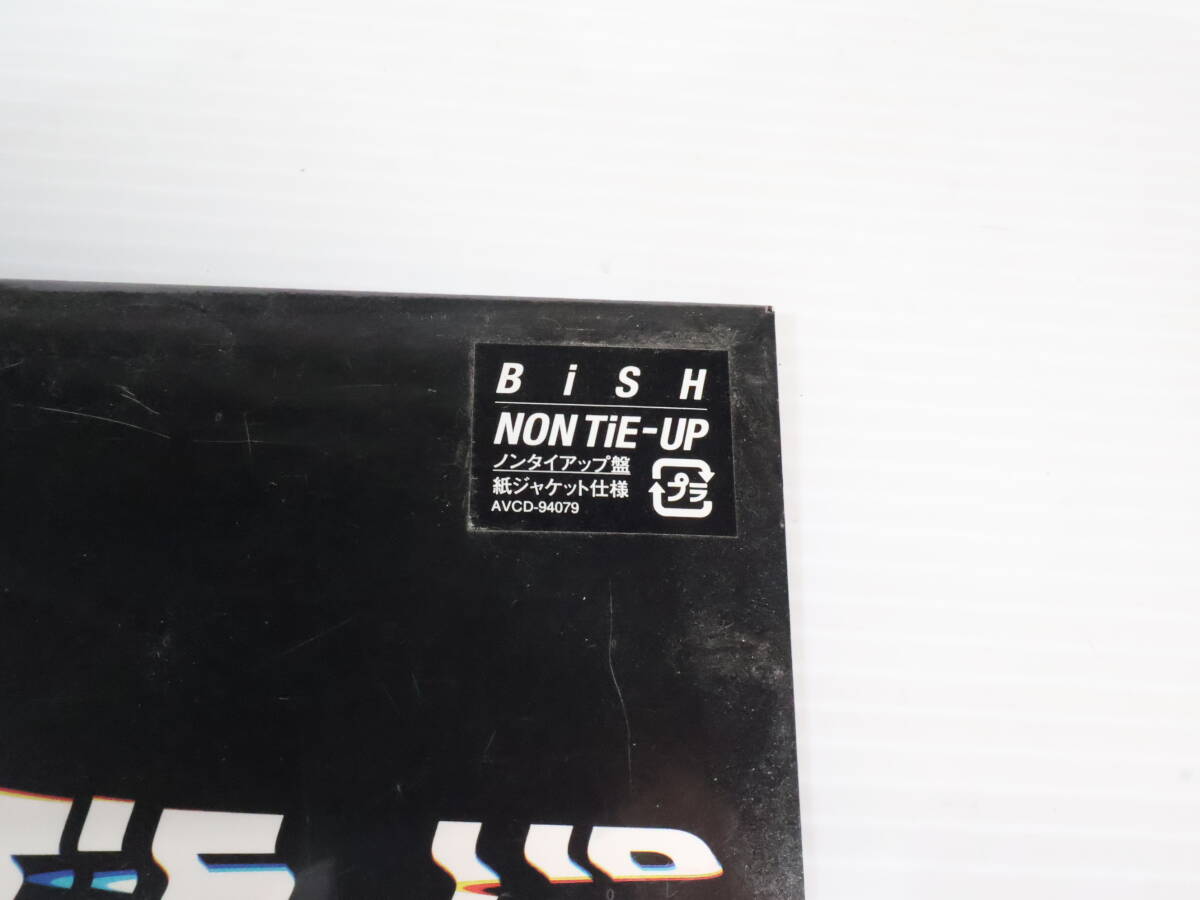 BiSH
NON TiE-UP
ノンタイアップ盤
紙ジャケット仕様
プラ
AVCD-94079
UP